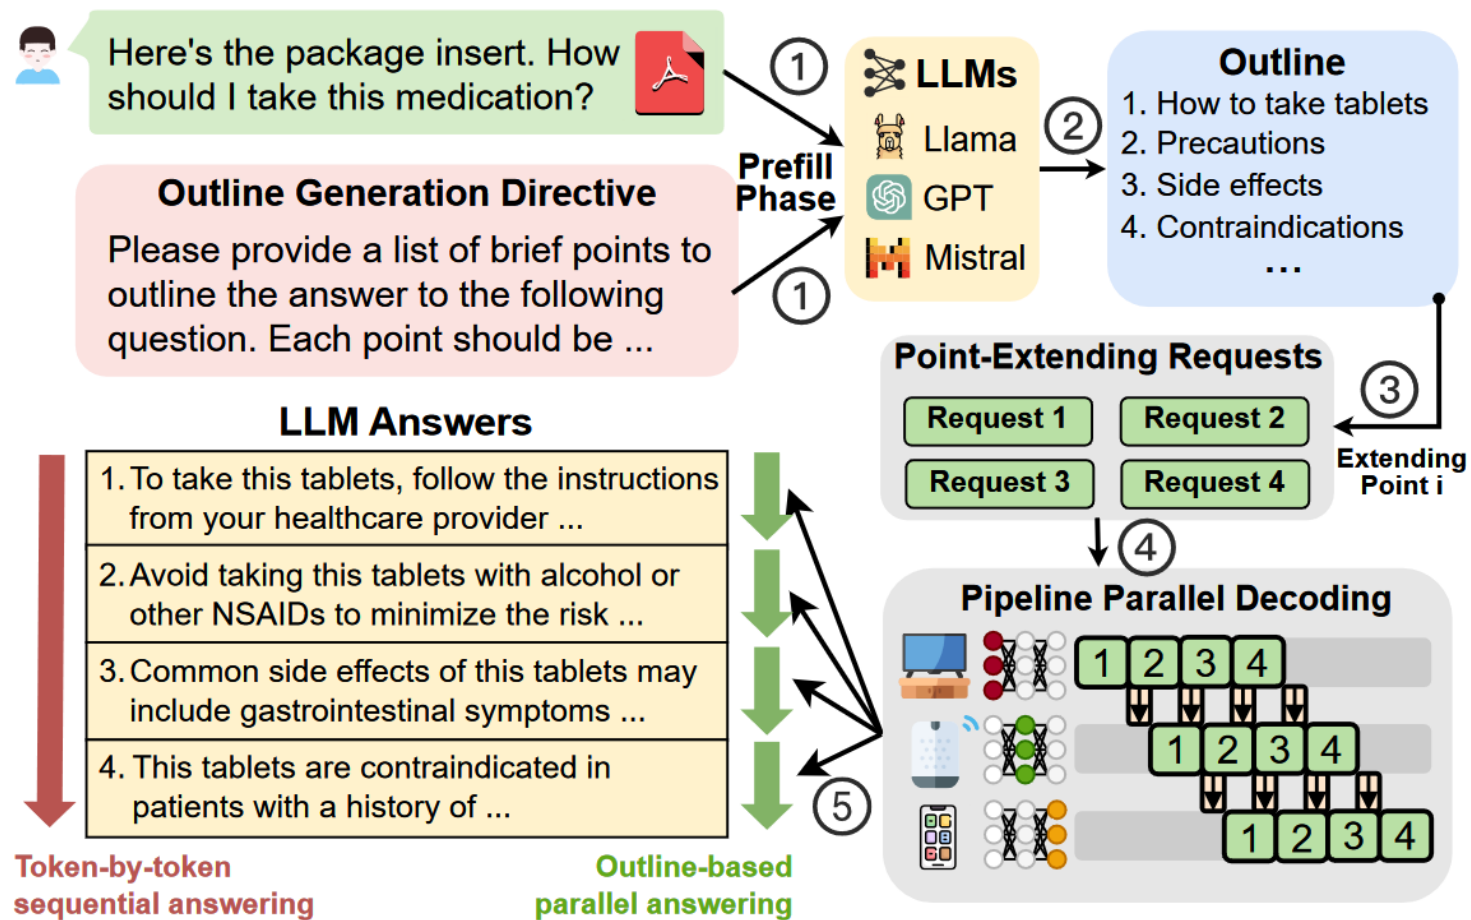 Here's the package insert. How
should I take this medication?
1
LLMs
Llama
GPT
Mistral
Prefill
Phase
1
2
Outline
1. How to take tablets
2. Precautions
3. Side effects
4. Contraindications
...
Outline Generation Directive
Please provide a list of brief points to
outline the answer to the following
question. Each point should be ...
Point-Extending Requests
Request 1
Request 2
Request 3
Request 4
3
Extending
Point i
4
Pipeline Parallel Decoding
1 2 3 4
1 2 3 4
1 2 3 4
5
LLM Answers
1. To take this tablets, follow the instructions
from your healthcare provider ...
2. Avoid taking this tablets with alcohol or
other NSAIDs to minimize the risk ...
3. Common side effects of this tablets may
include gastrointestinal symptoms ...
4. This tablets are contraindicated in
patients with a history of ...
Token-by-token
sequential answering
Outline-based
parallel answering